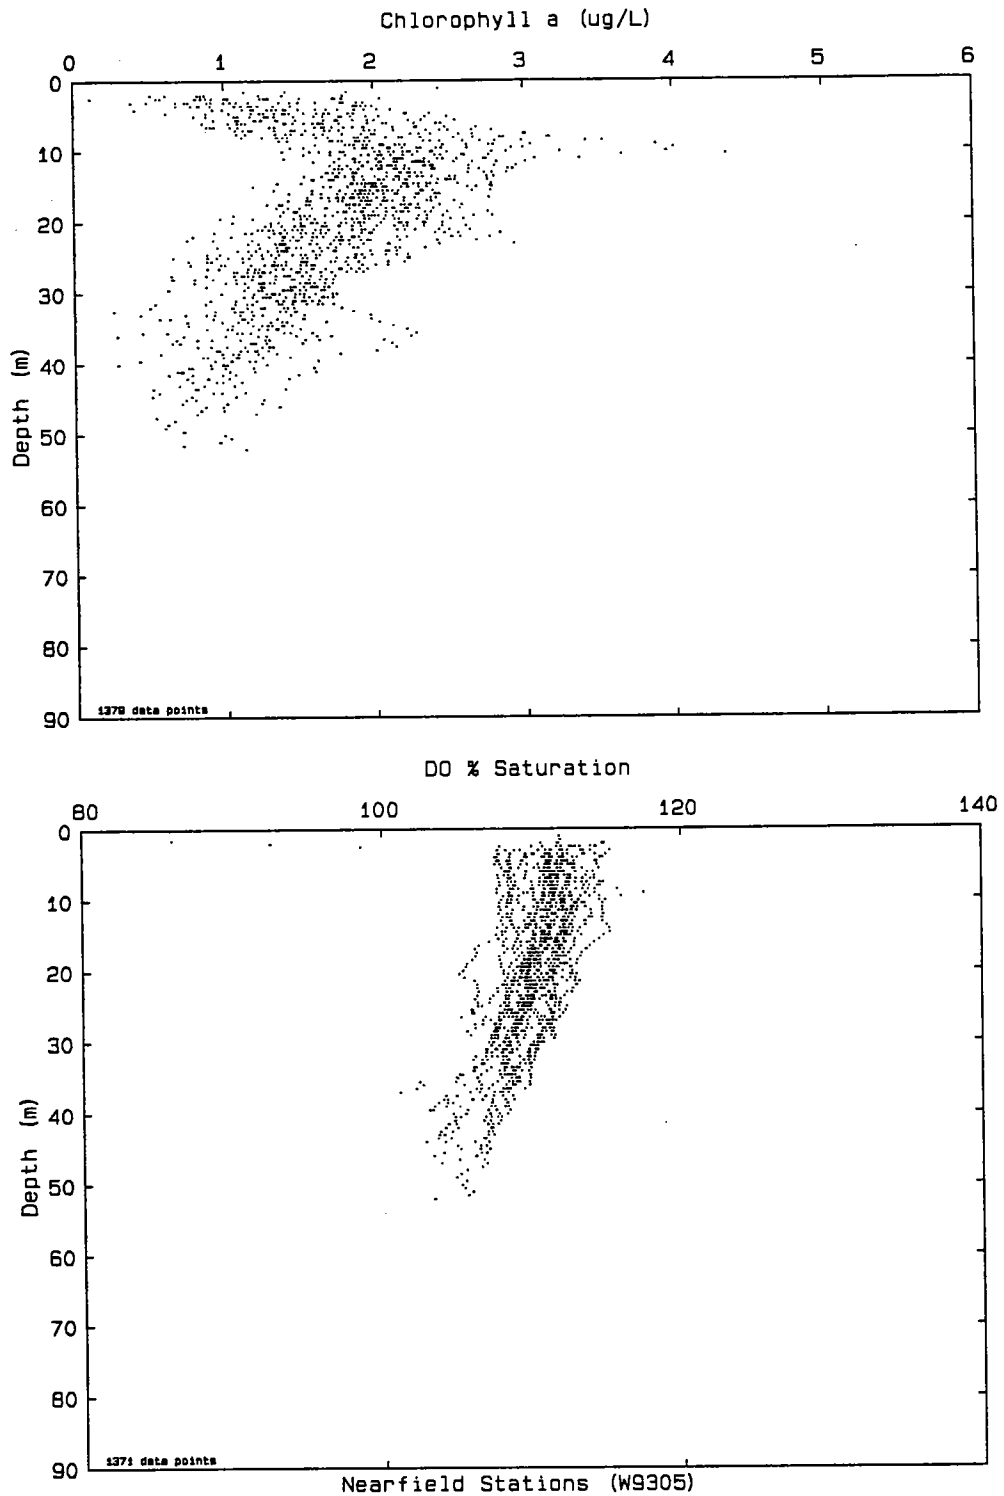 Chlorophyll a (ug/L)
0 1 2 3 4 5 6
0
10
20
30
40
50
60
70
80
90
Depth (m)
1378 data points
DO % Saturation
80 100 120 140
0
10
20
30
40
50
60
70
80
90
Depth (m)
1371 data points
Nearfield Stations (W9305)